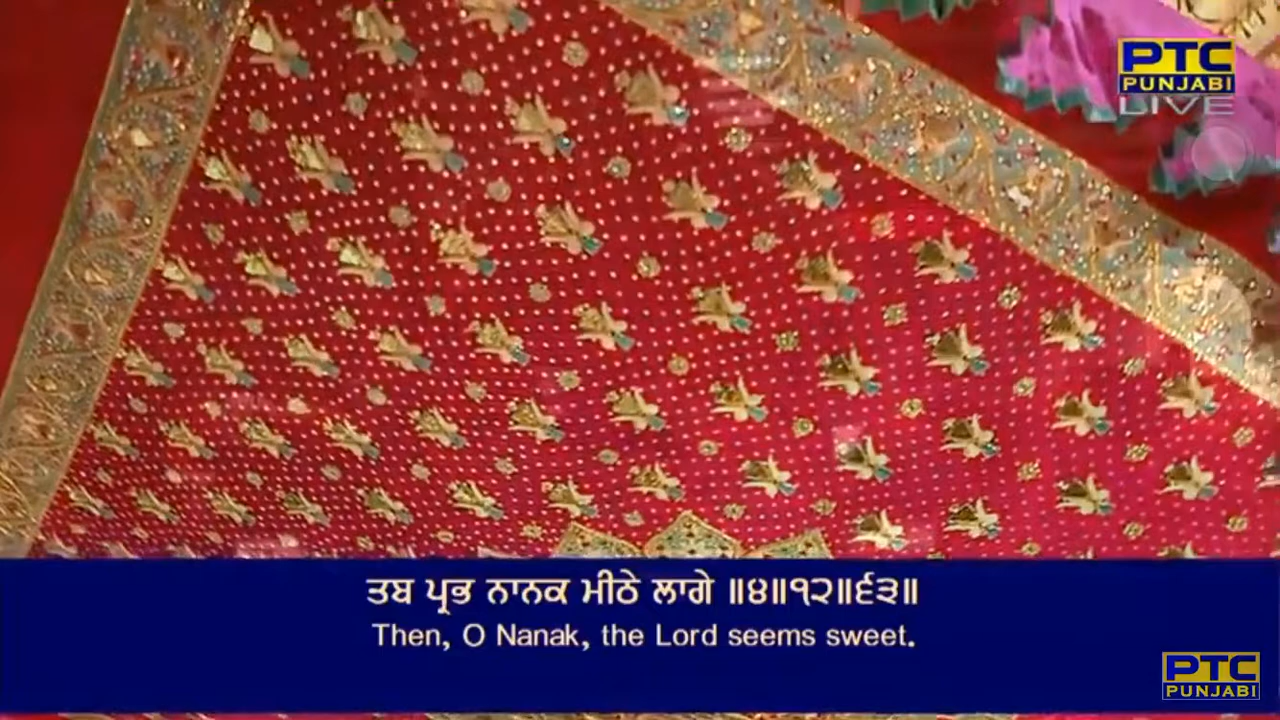 PTC
PUNJABI
LIVE
ਤਬ ਪ੍ਰਭ ਨਾਨਕ ਮੀਠੇ ਲਾਗੇ ॥੪॥੧੨॥੬੩॥
Then, O Nanak, the Lord seems sweet.
PTC
PUNJABI